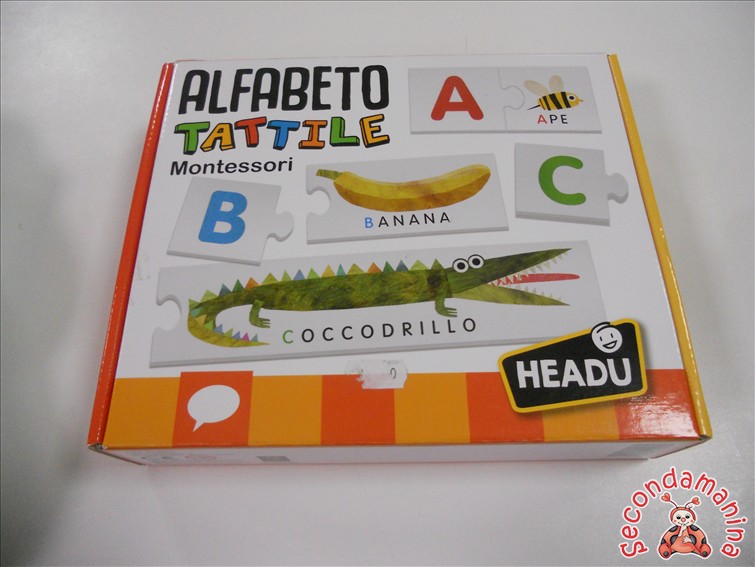 ALFABETO
TATTILE
Montessori
A
APE
B
BANANA
C
COCCODRILLO
HEADU
Secondamanina